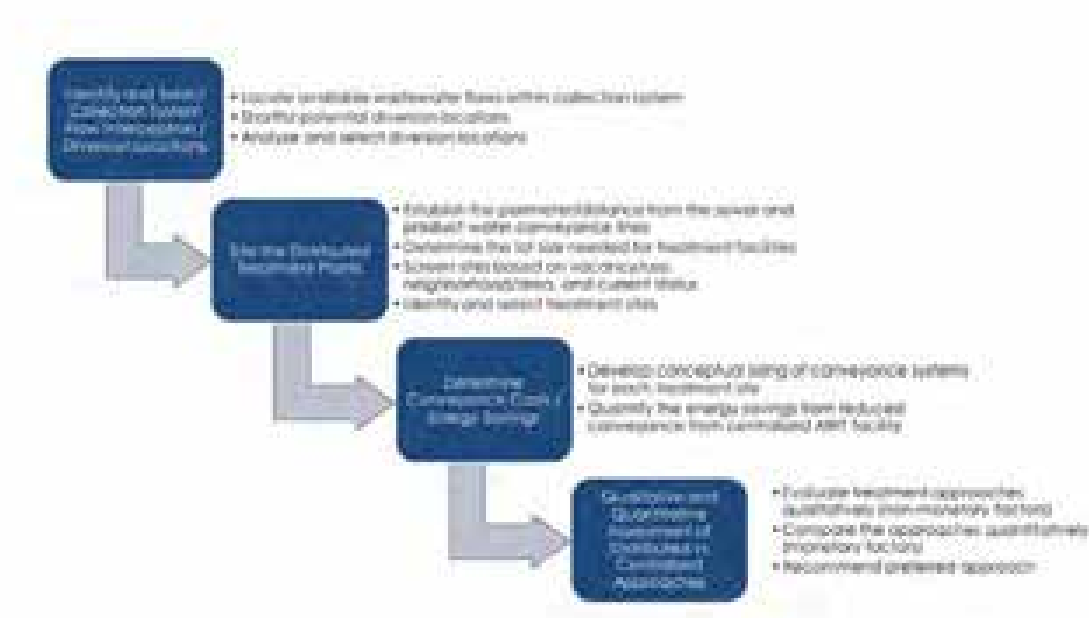 Identify and Select
Collection System
Flow Interception /
Diversion Locations
• Locate available wastewater flows within collection system
• potential diversion locations
• Analyze and select diversion locations
Site the Distributed
Treatment Plants
• Establish the distance from the sewer and
product water conveyance lines
• Determine the lot size needed for treatment facilities
• Screen sites based on vacancy/use,
neighborhood/area, and current status
• Identify and select treatment sites
Determine
Conveyance Costs /
Energy Savings
• Develop conceptual sizing of conveyance systems
for each treatment site
• Quantify the energy savings from reduced
conveyance from centralized facility
Qualitative and
Quantitative
Assessment of
Distributed vs
Centralized
Approaches
• Evaluate treatment approaches
qualitatively (non-monetary factors)
• Compare the approaches quantitatively
(monetary factors)
• Recommend preferred approach